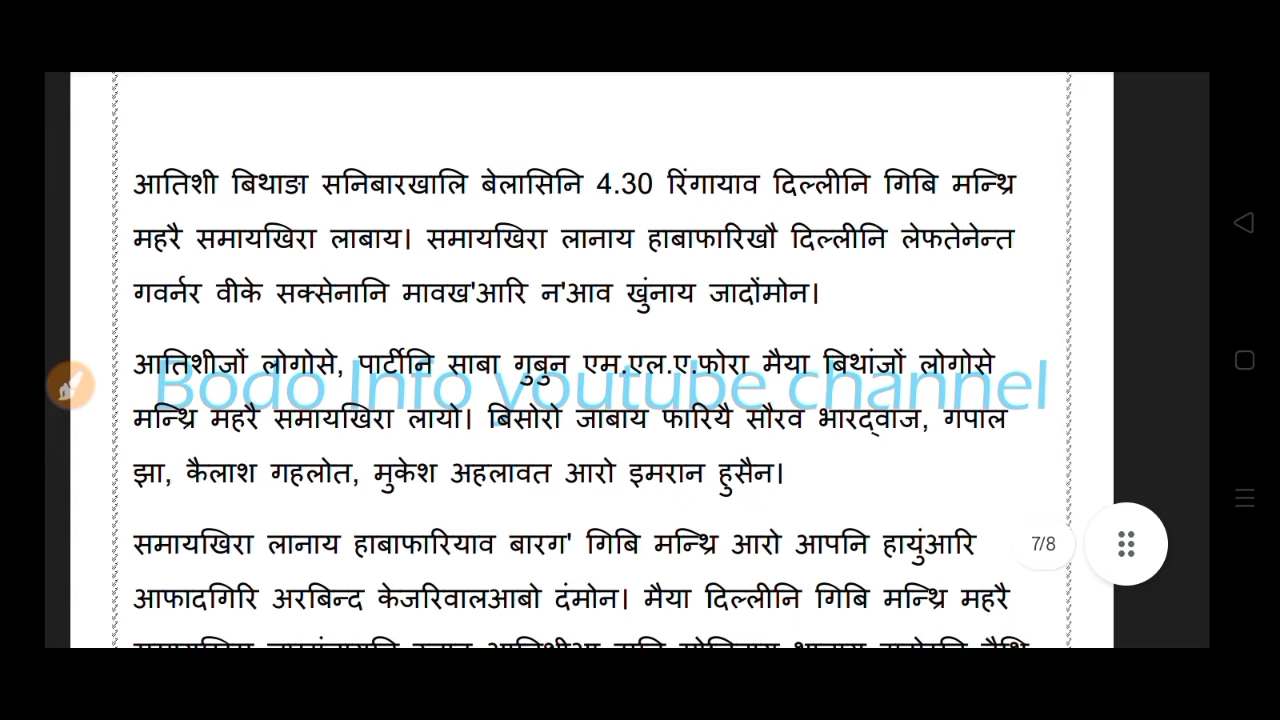 आतिशी बिथाङा सनिबारखालि बेलासिनि 4.30 रिंगायाव दिल्लीनि गिबि मन्थ्रि
महरै समायखिरा लाबाय। समायखिरा लानाय हाबाफारिखौ दिल्लीनि लेफतेनेन्त
गवर्नर वीके सक्सेनानि मावख'आरि न'आव खुंनाय जादोंमोन।
आतिशीजों लोगोसे, पार्टीनि साबा गुबुन एम.एल.ए.फोरा मैया बिथांजों लोगोसे
Bodo Info youtube channel
मन्थ्रि महरै समायखिरा लायो। बिसोरो जाबाय फारियै सौरव भारद्वाज, गपाल
झा, कैलाश गहलोत, मुकेश अहलावत आरो इमरान हुसैन।
समायखिरा लानाय हाबाफारियाव बारग' गिबि मन्थ्रि आरो आपनि हायुंआरि
7/8
आफादगिरि अरबिन्द केजरिवालआबो दंमोन। मैया दिल्लीनि गिबि मन्थ्रि महरै